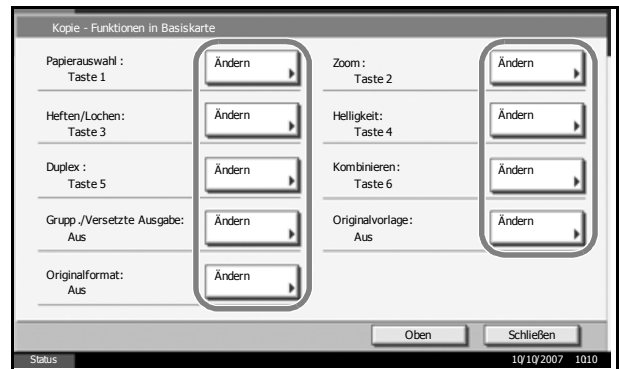 Kopie - Funktionen in Basiskarte
Papierauswahl :
Taste 1
Ändern
Zoom :
Taste 2
Ändern
Heften/Lochen:
Taste 3
Ändern
Helligkeit:
Taste 4
Ändern
Duplex :
Taste 5
Ändern
Kombinieren:
Taste 6
Ändern
Grupp./Versetzte Ausgabe:
Aus
Ändern
Originalvorlage:
Aus
Ändern
Originalformat:
Aus
Ändern
Oben
Schließen
Status
10/10/2007 10:10